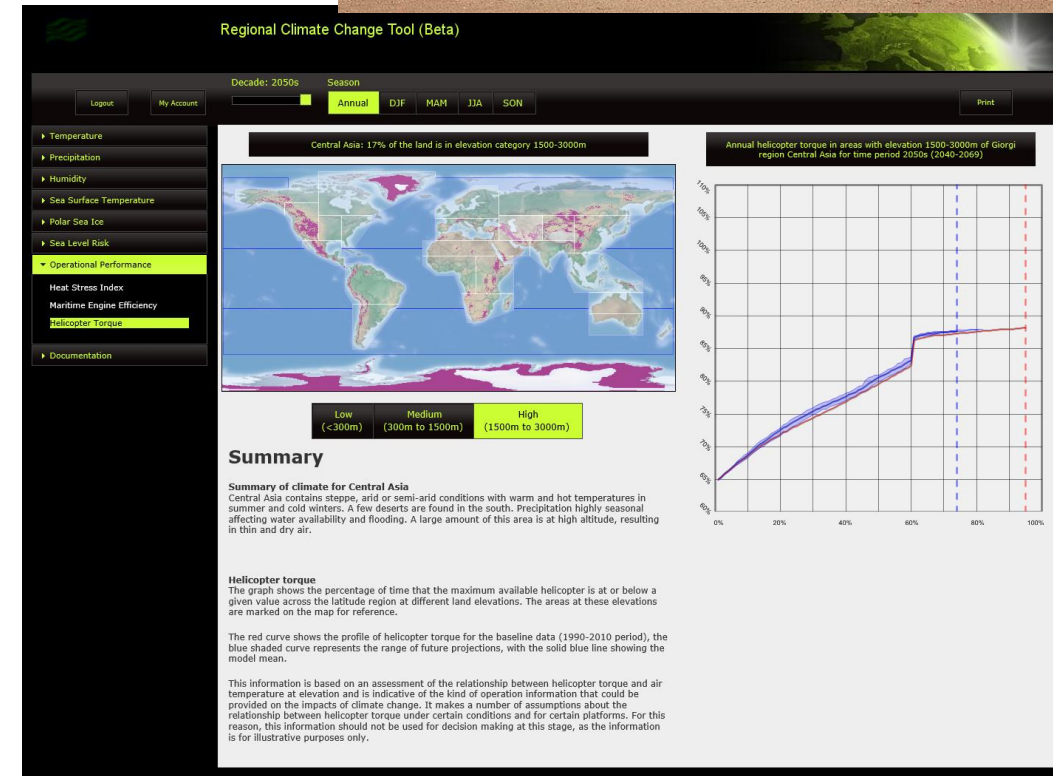 Regional Climate Change Tool (Beta)
Decade: 2050s
Season
Logout
My Account
Annual
DJF
MAM
JJA
SON
Print
Temperature
Precipitation
Humidity
Sea Surface Temperature
Polar Sea Ice
Sea Level Risk
Operational Performance
Heat Stress Index
Maritime Engine Efficiency
Helicopter Torque
Documentation
Central Asia: 17% of the land is in elevation category 1500-3000m
Low
(<300m)
Medium
(300m to 1500m)
High
(1500m to 3000m)
Summary
Summary of climate for Central Asia
Central Asia contains steppe, arid or semi-arid conditions with warm and hot temperatures in
summer and cold winters. A few deserts are found in the south. Precipitation highly seasonal
affecting water availability and flooding. A large amount of this area is at high altitude, resulting
in thin and dry air.
Helicopter torque
The graph shows the percentage of time that the maximum available helicopter is at or below a
given value across the latitude region at different land elevations. The areas at these elevations
are marked on the map for reference.
The red curve shows the profile of helicopter torque for the baseline data (1990-2010 period), the
blue shaded curve represents the range of future projections, with the solid blue line showing the
model mean.
This information is based on an assessment of the relationship between helicopter torque and air
temperature at elevation and is indicative of the kind of operation information that could be
provided on the impacts of climate change. It makes a number of assumptions about the
relationship between helicopter torque under certain conditions and for certain platforms. For this
reason, this information should not be used for decision making at this stage, as the information
is for illustrative purposes only.
Annual helicopter torque in areas with elevation 1500-3000m of Giorgi
region Central Asia for time period 2050s (2040-2069)
110%
105%
100%
95%
90%
85%
80%
75%
70%
65%
60%
0%
20%
40%
60%
80%
100%